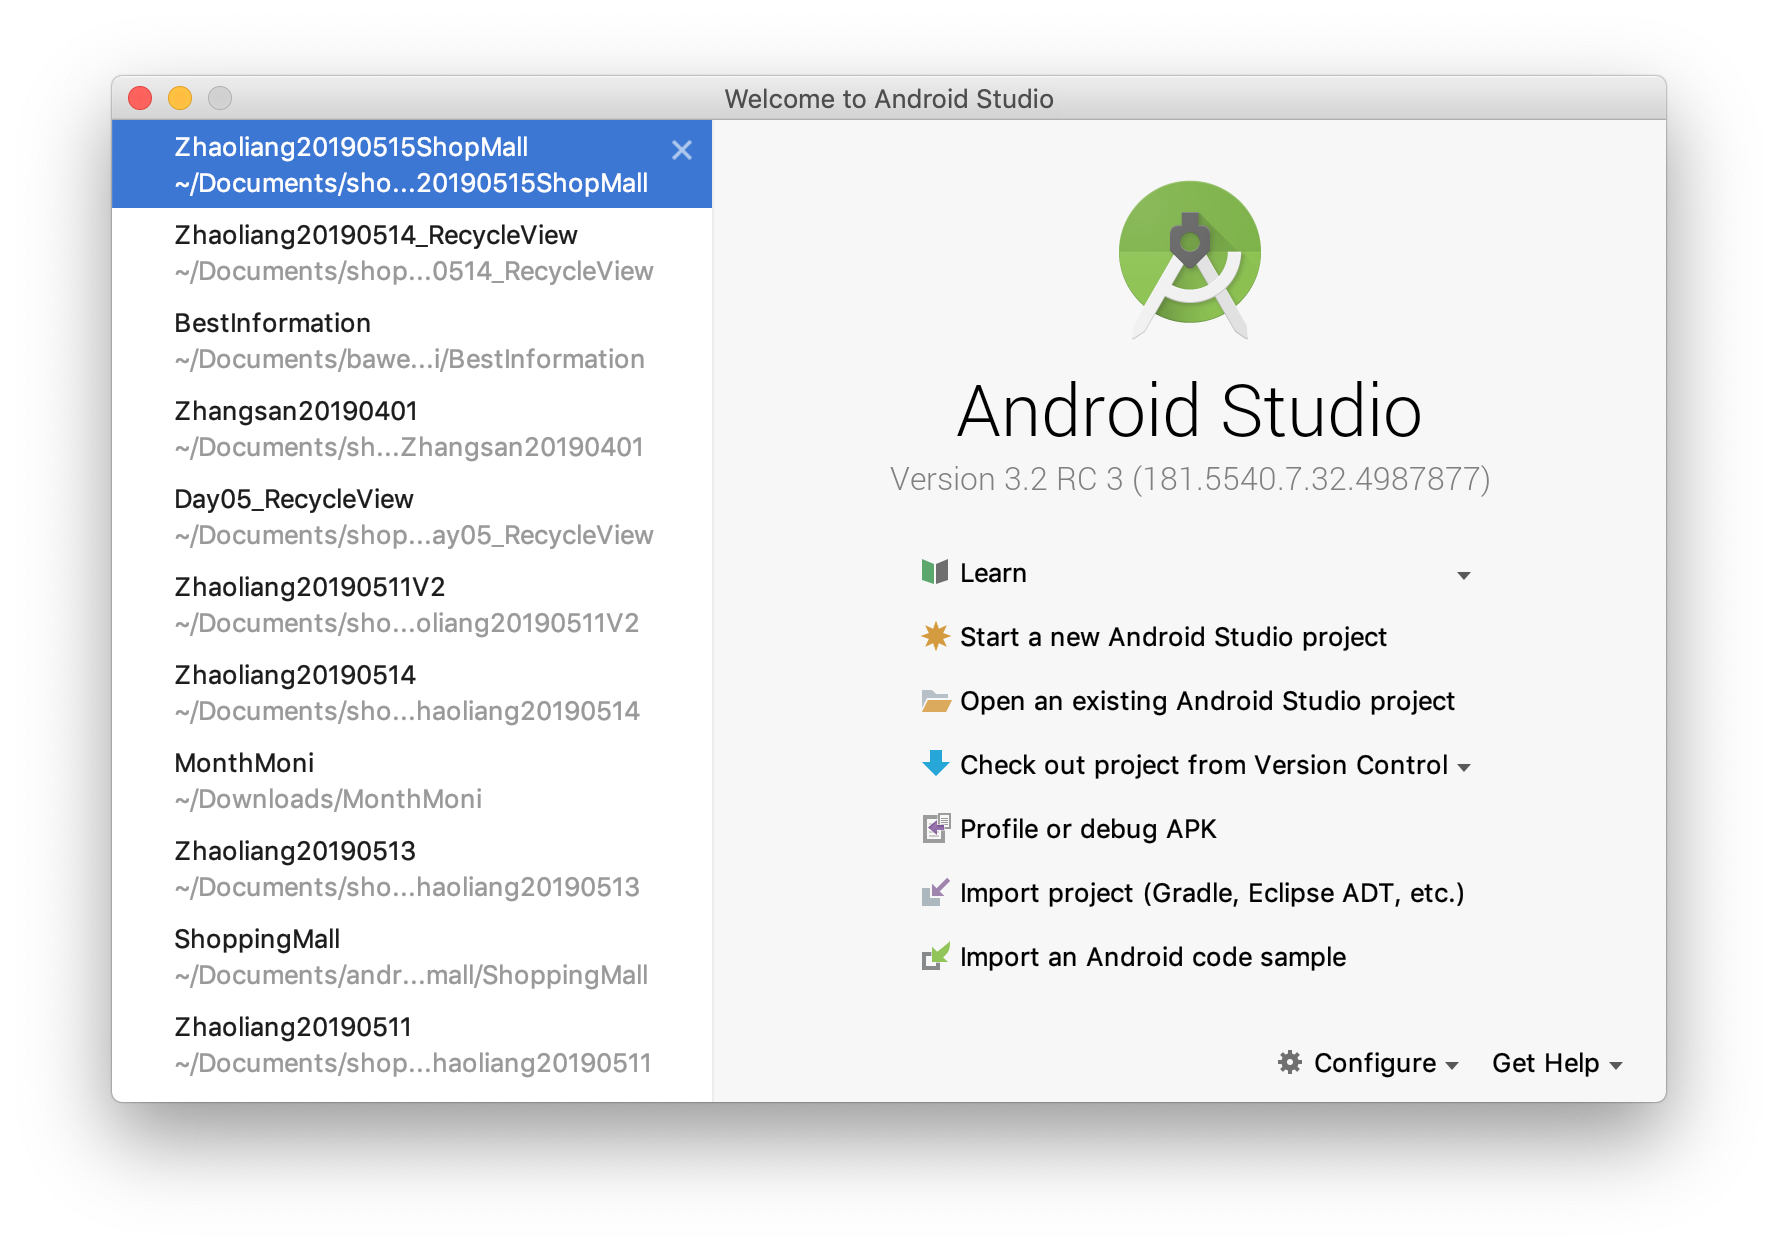 Welcome to Android Studio
Zhaoliang20190515ShopMall
~/Documents/sho...20190515ShopMall
Zhaoliang20190514_RecycleView
~/Documents/shop...0514_RecycleView
BestInformation
~/Documents/bawe...i/BestInformation
Zhangsan20190401
~/Documents/sh...Zhangsan20190401
Day05_RecycleView
~/Documents/shop...ay05_RecycleView
Zhaoliang20190511V2
~/Documents/sho...oliang20190511V2
Zhaoliang20190514
~/Documents/sho...haoliang20190514
MonthMoni
~/Downloads/MonthMoni
Zhaoliang20190513
~/Documents/sho...haoliang20190513
ShoppingMall
~/Documents/andr...mall/ShoppingMall
Zhaoliang20190511
~/Documents/shop...haoliang20190511
Android Studio
Version 3.2 RC 3 (181.5540.7.32.4987877)
Learn
Start a new Android Studio project
Open an existing Android Studio project
Check out project from Version Control
Profile or debug APK
Import project (Gradle, Eclipse ADT, etc.)
Import an Android code sample
Configure
Get Help